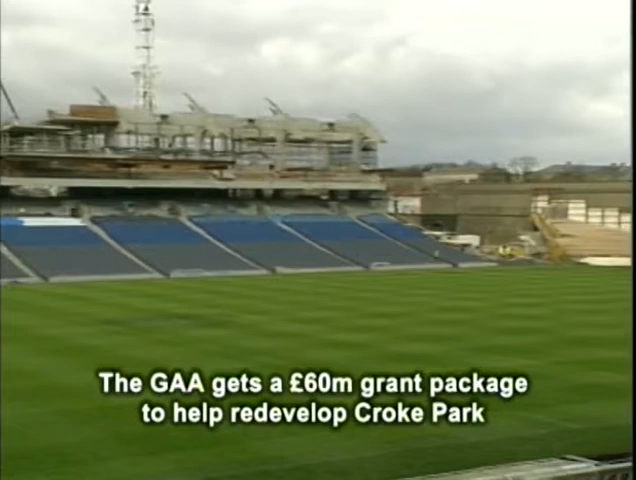 The GAA gets a £60m grant package
to help redevelop Croke Park